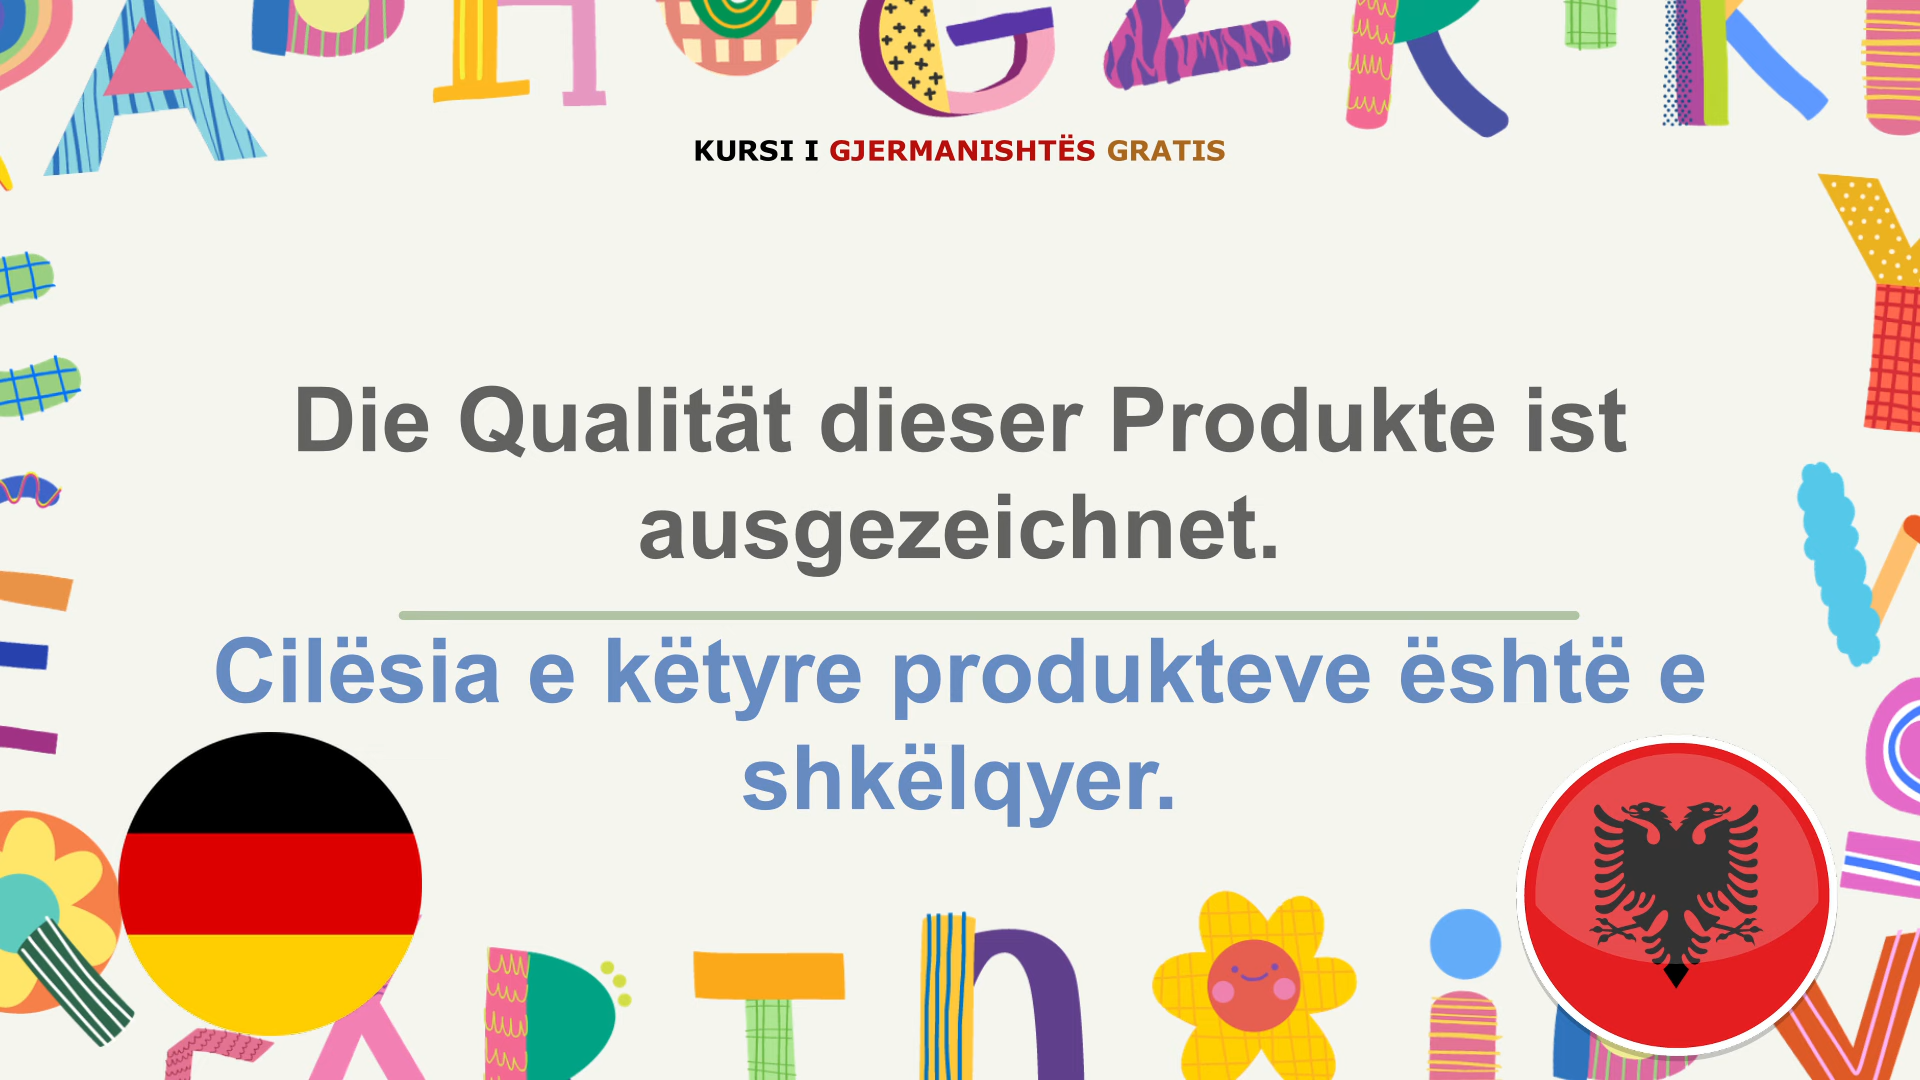 KURSI I GJERMANISHTËS GRATIS
Die Qualität dieser Produkte ist
ausgezeichnet.
Cilësia e këtyre produkteve është e
shkëlqyer.